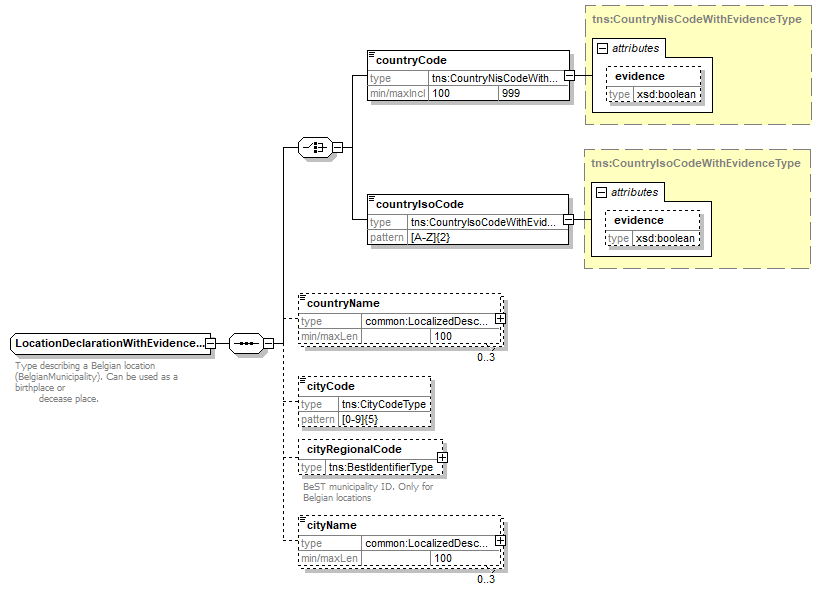 tns:CountryNisCodeWithEvidenceType
attributes
evidence
type xsd:boolean
countryCode
type tns:CountryNisCodeWith...
min/maxIncl 100 999
tns:CountryIsoCodeWithEvidenceType
attributes
evidence
type xsd:boolean
countryIsoCode
type tns:CountryIsoCodeWithEvid...
pattern [A-Z]{2}
countryName
type common:LocalizedDesc...
min/maxLen 100
0..3
LocationDeclarationWithEvidence...
Type describing a Belgian location
(BelgianMunicipality). Can be used as a
birthplace or
decease place.
cityCode
type tns:CityCodeType
pattern [0-9]{5}
cityRegionalCode
type tns:BestIdentifierType
BeST municipality ID. Only for
Belgian locations
cityName
type common:LocalizedDesc...
min/maxLen 100
0..3